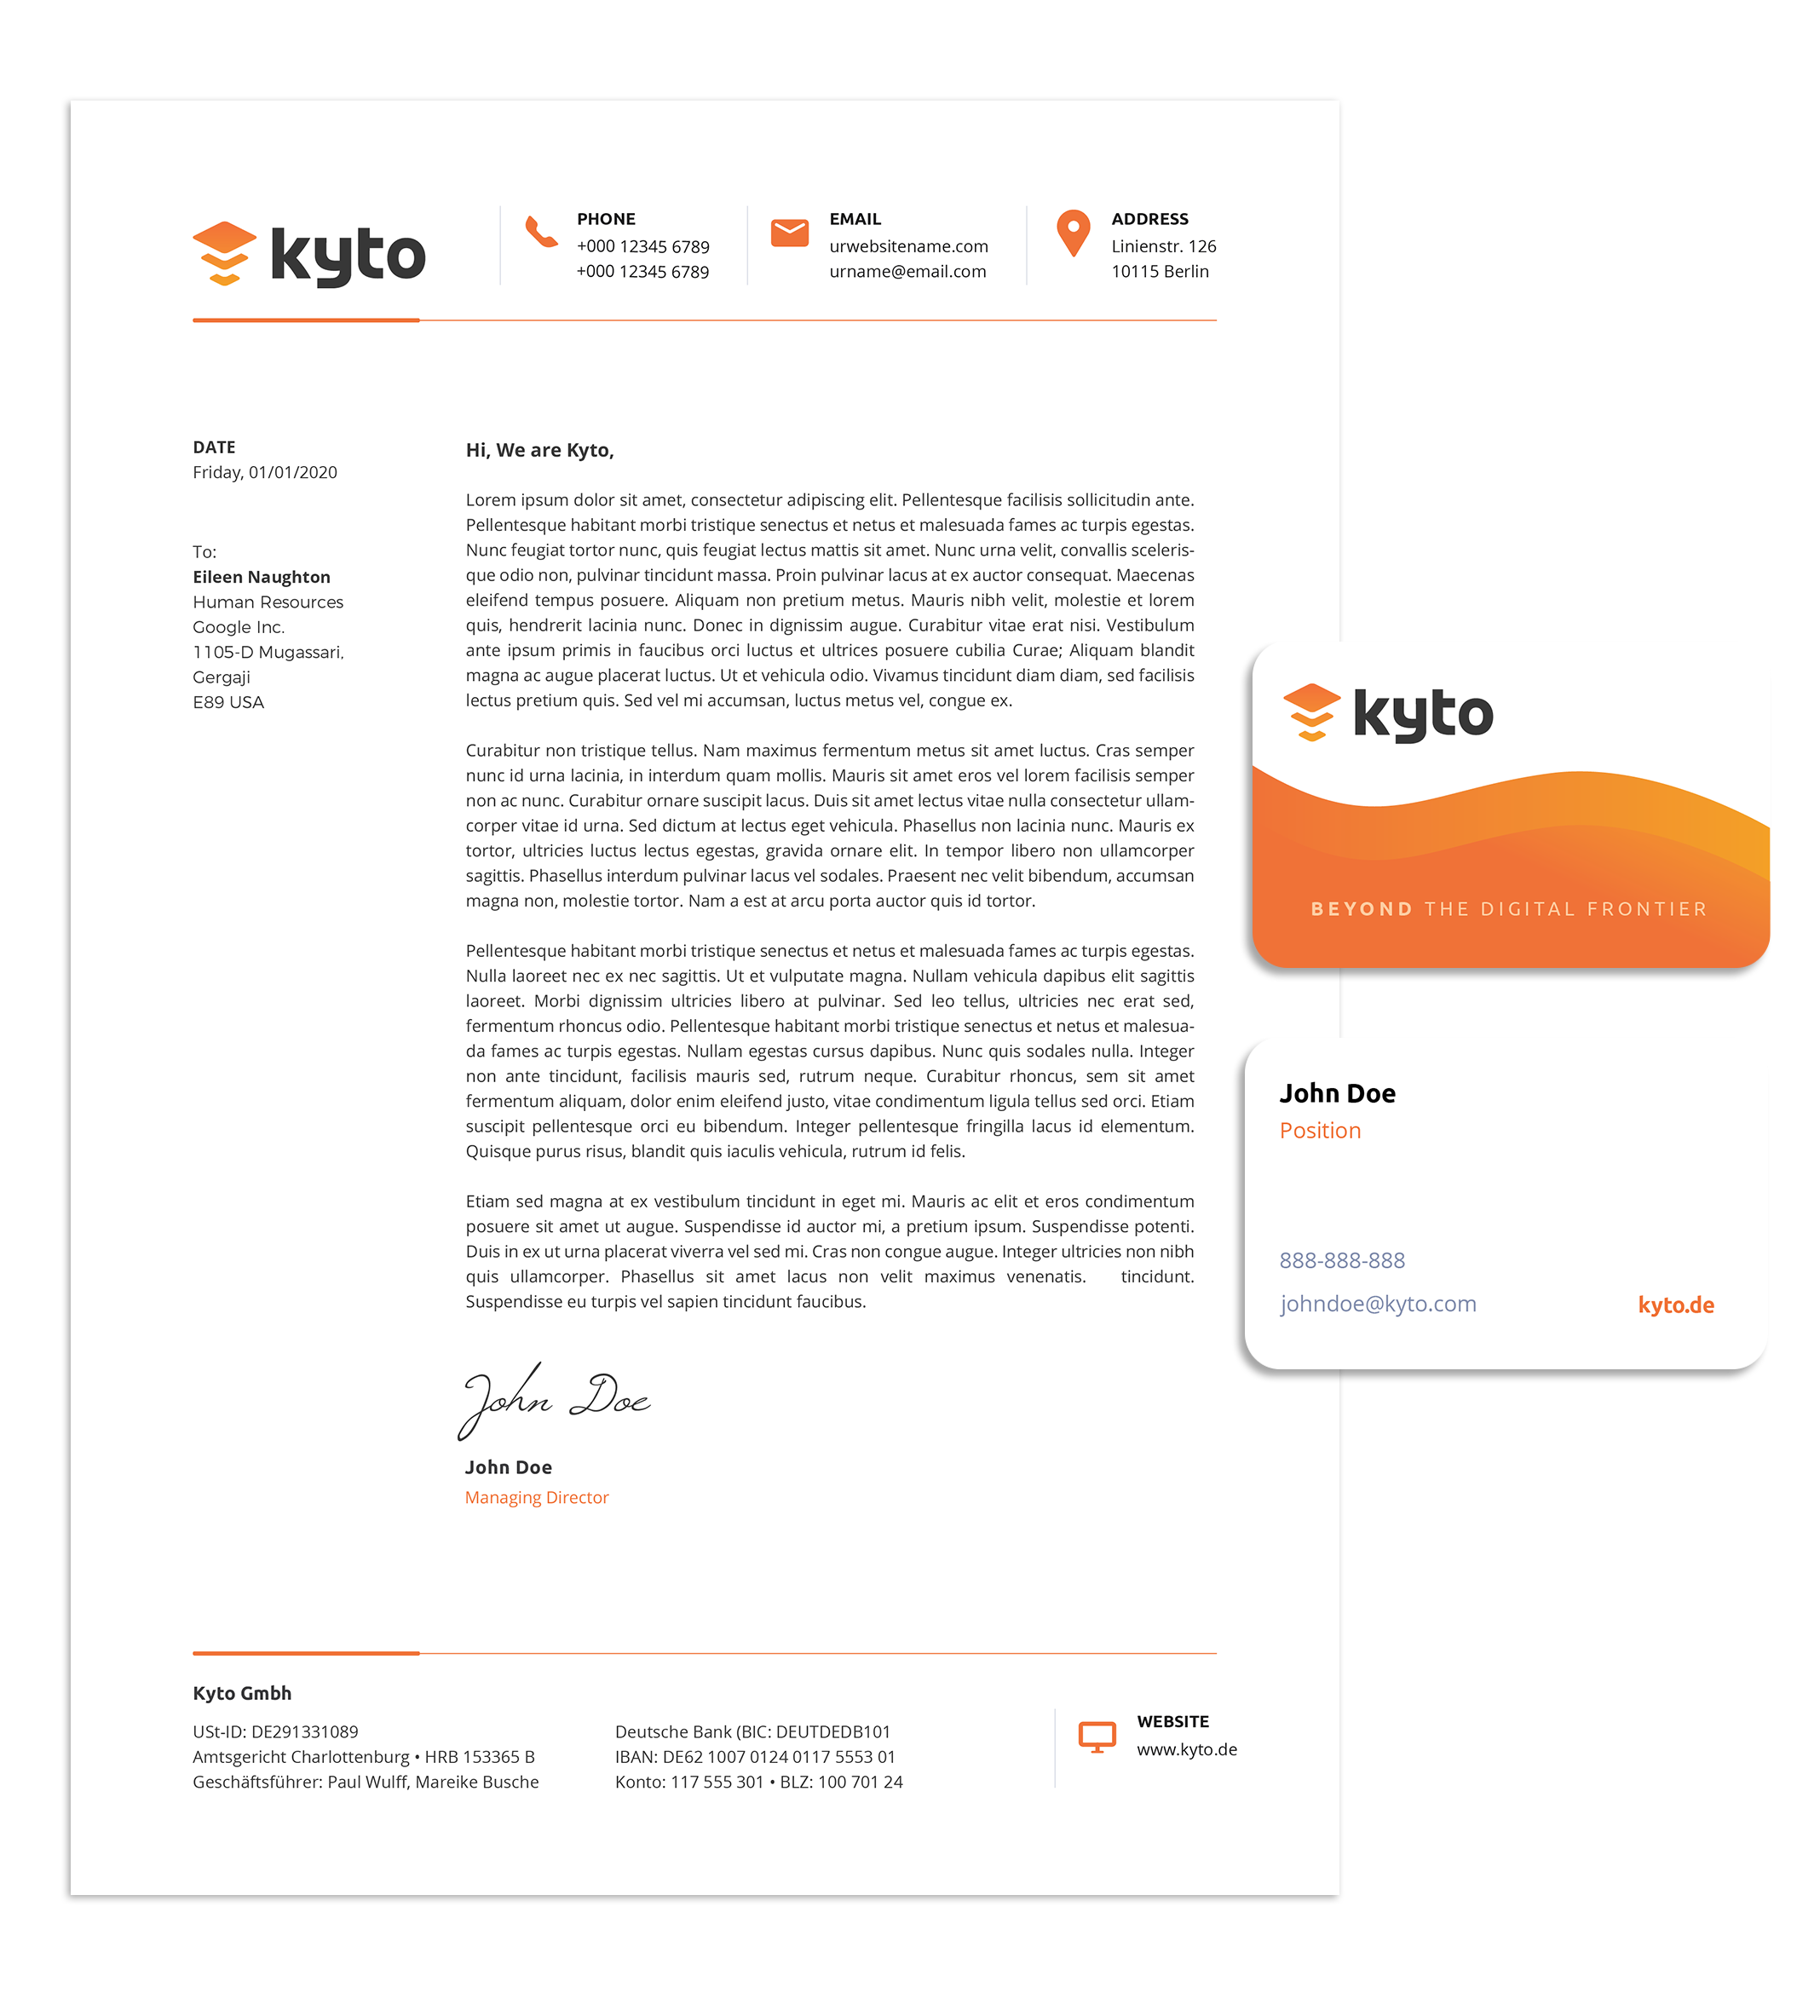 kyto
PHONE
+000 12345 6789
+000 12345 6789
EMAIL
urwebsitename.com
urname@email.com
ADDRESS
Linienstr. 126
10115 Berlin
DATE
Friday, 01/01/2020
To:
Eileen Naughton
Human Resources
Google Inc.
1105-D Mugassari,
Gergaji
E89 USA
Hi, We are Kyto,
Lorem ipsum dolor sit amet, consectetur adipiscing elit. Pellentesque facilisis sollicitudin ante.
Pellentesque habitant morbi tristique senectus et netus et malesuada fames ac turpis egestas.
Nunc feugiat tortor nunc, quis feugiat lectus mattis sit amet. Nunc urna velit, convallis sceleris-
que odio non, pulvinar tincidunt massa. Proin pulvinar lacus at ex auctor consequat. Maecenas
eleifend tempus posuere. Aliquam non pretium metus. Mauris nibh velit, molestie et lorem
quis, hendrerit lacinia nunc. Donec in dignissim augue. Curabitur vitae erat nisi. Vestibulum
ante ipsum primis in faucibus orci luctus et ultrices posuere cubilia Curae; Aliquam blandit
magna ac augue placerat luctus. Ut et vehicula odio. Vivamus tincidunt diam diam, sed facilisis
lectus pretium quis. Sed vel mi accumsan, luctus metus vel, congue ex.
Curabitur non tristique tellus. Nam maximus fermentum metus sit amet luctus. Cras semper
nunc id urna lacinia, in interdum quam mollis. Mauris sit amet eros vel lorem facilisis semper
non ac nunc. Curabitur ornare suscipit lacus. Duis sit amet lectus vitae nulla consectetur ullam-
corper vitae id urna. Sed dictum at lectus eget vehicula. Phasellus non lacinia nunc. Mauris ex
tortor, ultricies luctus lectus egestas, gravida ornare elit. In tempor libero non ullamcorper
sagittis. Phasellus interdum pulvinar lacus vel sodales. Praesent nec velit bibendum, accumsan
magna non, molestie tortor. Nam a est at arcu porta auctor quis id tortor.
Pellentesque habitant morbi tristique senectus et netus et malesuada fames ac turpis egestas.
Nulla laoreet nec ex nec sagittis. Ut et vulputate magna. Nullam vehicula dapibus elit sagittis
laoreet. Morbi dignissim ultricies libero at pulvinar. Sed leo tellus, ultricies nec erat sed,
fermentum rhoncus odio. Pellentesque habitant morbi tristique senectus et netus et malesua-
da fames ac turpis egestas. Nullam egestas cursus dapibus. Nunc quis sodales nulla. Integer
non ante tincidunt, facilisis mauris sed, rutrum neque. Curabitur rhoncus, sem sit amet
fermentum aliquam, dolor enim eleifend justo, vitae condimentum ligula tellus sed orci. Etiam
suscipit pellentesque orci eu bibendum. Integer pellentesque fringilla lacus id elementum.
Quisque purus risus, blandit quis iaculis vehicula, rutrum id felis.
Etiam sed magna at ex vestibulum tincidunt in eget mi. Mauris ac elit et eros condimentum
posuere sit amet ut augue. Suspendisse id auctor mi, a pretium ipsum. Suspendisse potenti.
Duis in ex ut urna placerat viverra vel sed mi. Cras non congue augue. Integer ultricies non nibh
quis ullamcorper. Phasellus sit amet lacus non velit maximus venenatis. tincidunt.
Suspendisse eu turpis vel sapien tincidunt faucibus.
John Doe
John Doe
Managing Director
Kyto Gmbh
USt-ID: DE291331089
Amtsgericht Charlottenburg • HRB 153365 B
Geschäftsführer: Paul Wulff, Mareike Busche
Deutsche Bank (BIC: DEUTDEDB101
IBAN: DE62 1007 0124 0117 5553 01
Konto: 117 555 301 • BLZ: 100 701 24
WEBSITE
www.kyto.de
kyto
BEYOND THE DIGITAL FRONTIER
John Doe
Position
888-888-888
johndoe@kyto.com
kyto.de